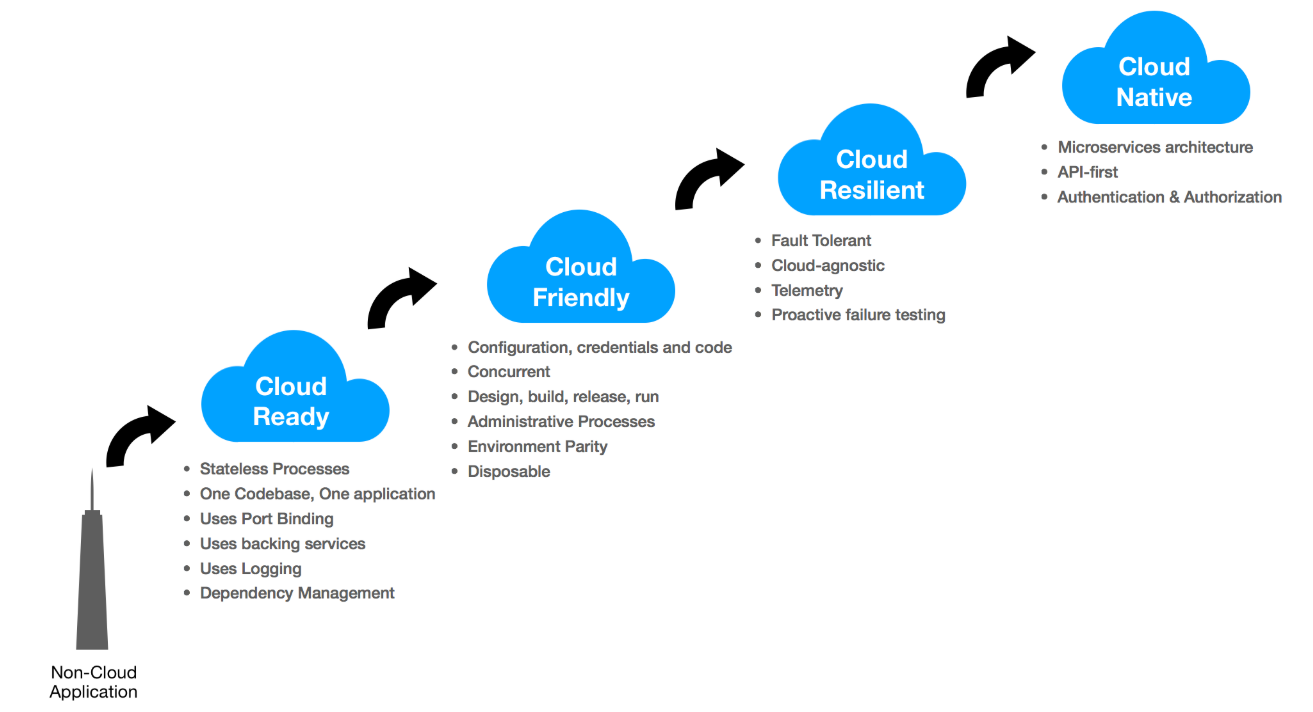 Cloud
Native
• Microservices architecture
• API-first
• Authentication & Authorization
Cloud
Resilient
• Fault Tolerant
• Cloud-agnostic
• Telemetry
• Proactive failure testing
Cloud
Friendly
• Configuration, credentials and code
• Concurrent
• Design, build, release, run
• Administrative Processes
• Environment Parity
• Disposable
Cloud
Ready
• Stateless Processes
• One Codebase, One application
• Uses Port Binding
• Uses backing services
• Uses Logging
• Dependency Management
Non-Cloud
Application